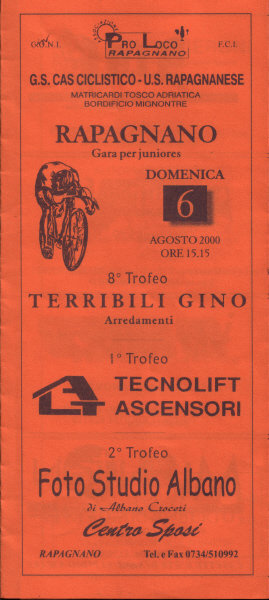 C.O.N.I.
PRO LOCO
RAPAGNANO
F.C.I.
G.S. CAS CICLISTICO - U.S. RAPAGNANESE
MATRICARDI TOSCO ADRIATICA
BORDIFICIO MIGNONTRE
RAPAGNANO
Gara per juniores
DOMENICA
6
AGOSTO 2000
ORE 15.15
8° Trofeo
TERRIBILI GINO
Arredamenti
1° Trofeo
TECNOLIFT
ASCENSORI
2° Trofeo
Foto Studio Albano
di Albano Croceri
Centro Sposi
RAPAGNANO
Tel. e Fax 0734/510992